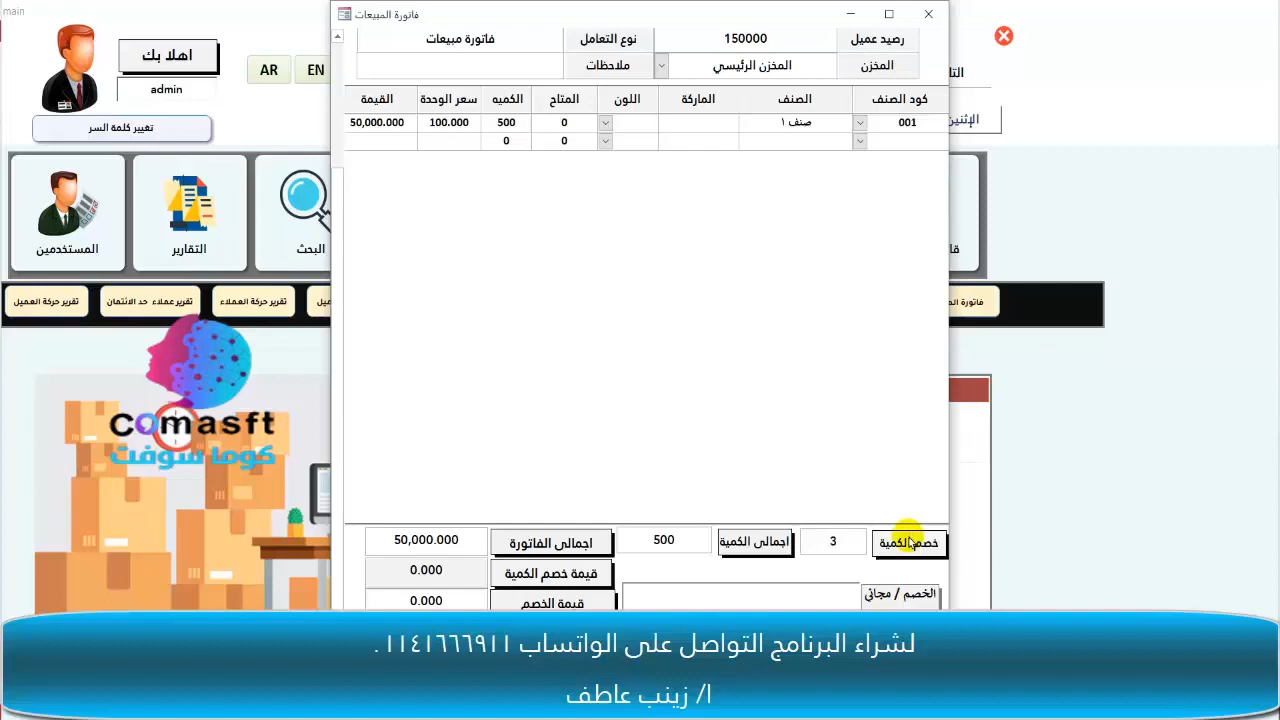 main
فاتورة المبيعات
اهلا بك
admin
AR
EN
تغيير كلمة السر
رصيد عميل
150000
نوع التعامل
فاتورة مبيعات
المخزن
المخزن الرئيسي
ملاحظات
كود الصنف
الصنف
الماركة
اللون
المتاح
الكميه
سعر الوحدة
القيمة
001
صنف ١
0
500
100.000
50,000.000
0
0
البحث
التقارير
المستخدمين
تقرير حركة العملاء
تقرير عملاء حد الائتمان
تقرير حركة العميل
comasft
كوما سوفت
خصم الكمية
3
اجمالى الكمية
500
اجمالى الفاتورة
50,000.000
قيمة خصم الكمية
0.000
الخصم / مجاني
قيمة الخصم
0.000
لشراء البرنامج التواصل على الواتساب ٠١١٤١٦٦٦٩١١
ا/ زينب عاطف